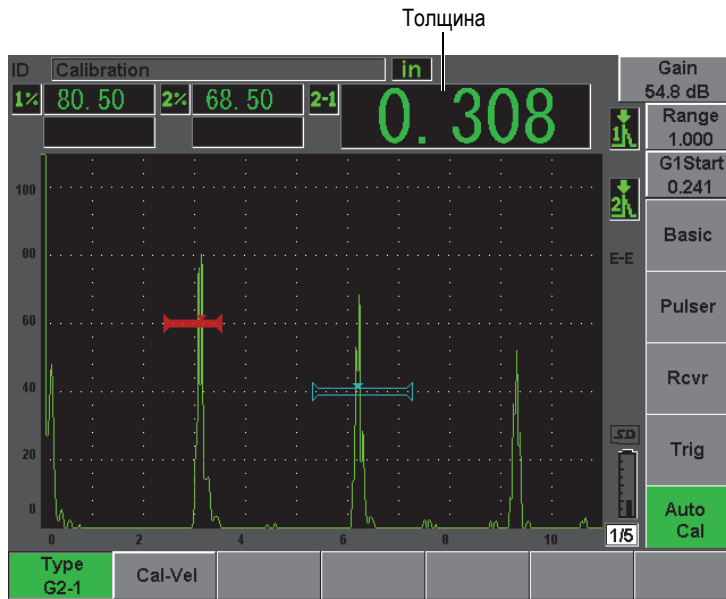 Толщина
ID Calibration in
Gain
54.8 dB
1% 80.50 2% 68.50 2-1 0.308
Range
1.000
1
G1Start
0.241
2
100
80
60
40
20
0
E-E
Basic
Pulser
Rcvr
SD
Trig
Auto
Cal
1/5
0 2 4 6 8 10
Type
G2-1
Cal-Vel